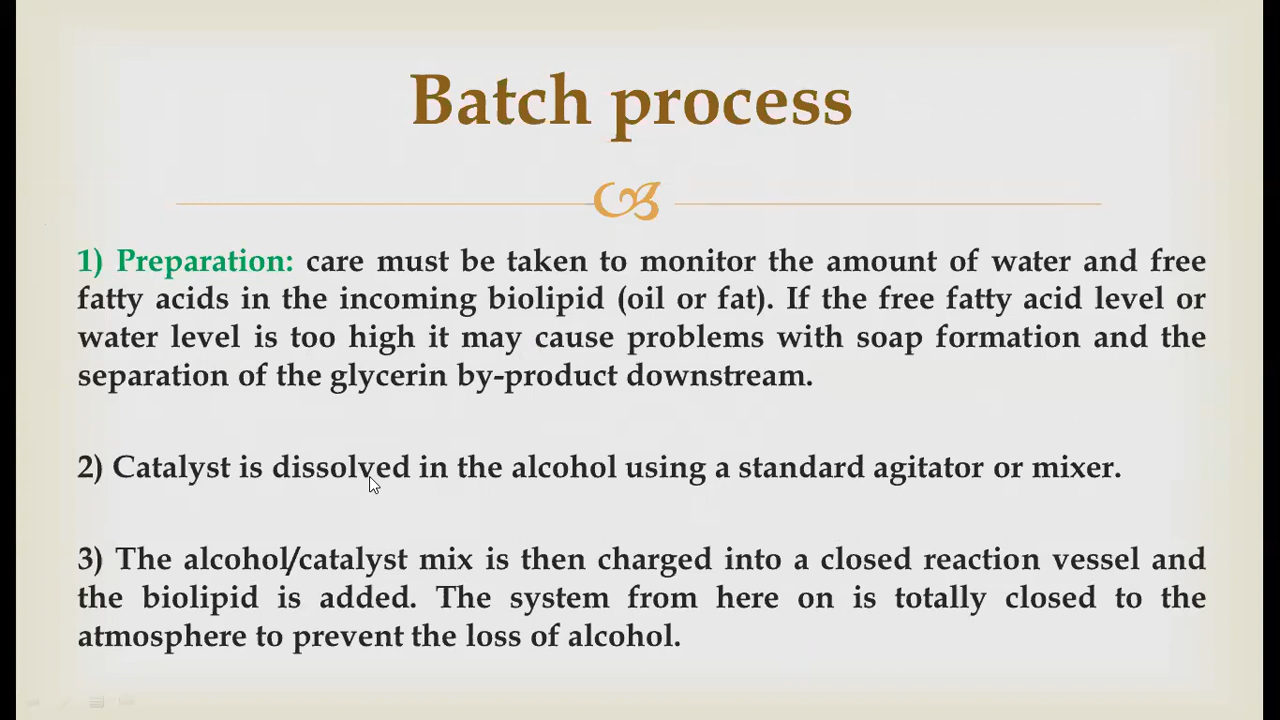 Batch process
1) Preparation: care must be taken to monitor the amount of water and free
fatty acids in the incoming biolipid (oil or fat). If the free fatty acid level or
water level is too high it may cause problems with soap formation and the
separation of the glycerin by-product downstream.
2) Catalyst is dissolved in the alcohol using a standard agitator or mixer.
3) The alcohol/catalyst mix is then charged into a closed reaction vessel and
the biolipid is added. The system from here on is totally closed to the
atmosphere to prevent the loss of alcohol.